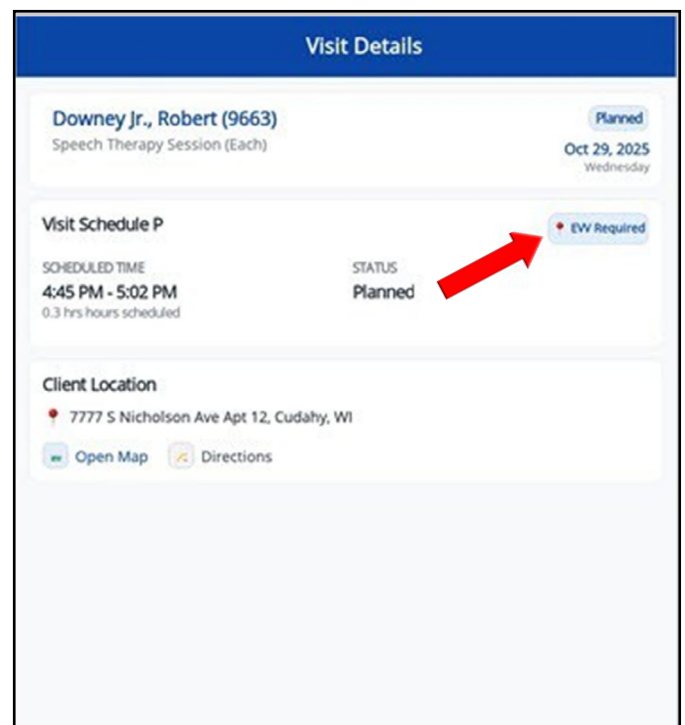 Visit Details
Downey Jr., Robert (9663)
Planned
Speech Therapy Session (Each)
Oct 29, 2025
Wednesday
Visit Schedule P
EVV Required
SCHEDULED TIME
STATUS
4:45 PM - 5:02 PM
Planned
0.3 hrs hours scheduled
Client Location
7777 S Nicholson Ave Apt 12, Cudahy, WI
Open Map
Directions